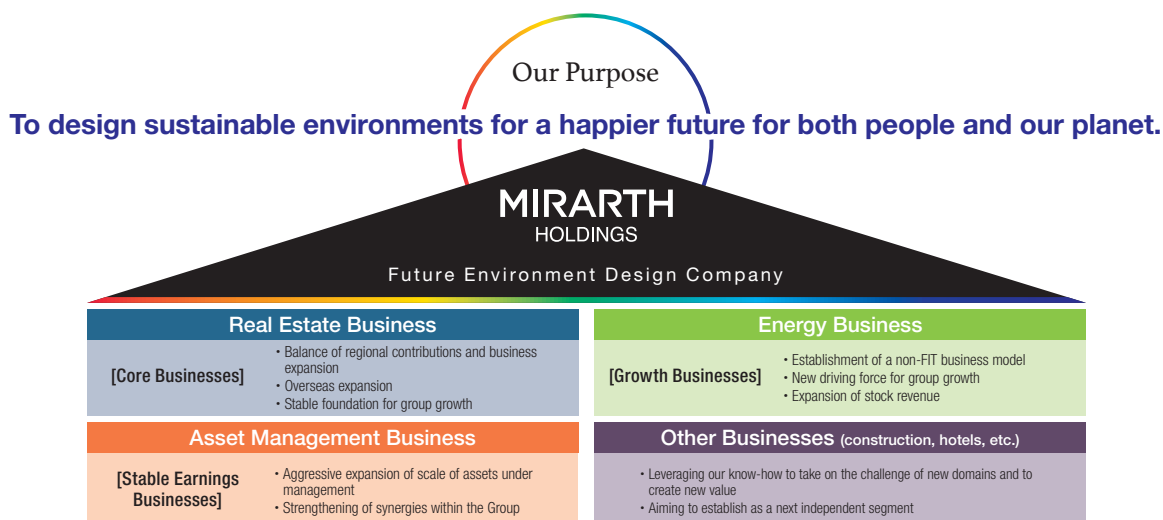 Our Purpose
To design sustainable environments for a happier future for both people and our planet.
MIRARTH
HOLDINGS
Future Environment Design Company
Real Estate Business
[Core Businesses]
• Balance of regional contributions and business
expansion
• Overseas expansion
• Stable foundation for group growth
Energy Business
[Growth Businesses]
• Establishment of a non-FIT business model
• New driving force for group growth
• Expansion of stock revenue
Asset Management Business
[Stable Earnings
Businesses]
• Aggressive expansion of scale of assets under
management
• Strengthening of synergies within the Group
Other Businesses (construction, hotels, etc.)
• Leveraging our know-how to take on the challenge of new domains and to
create new value
• Aiming to establish as a next independent segment